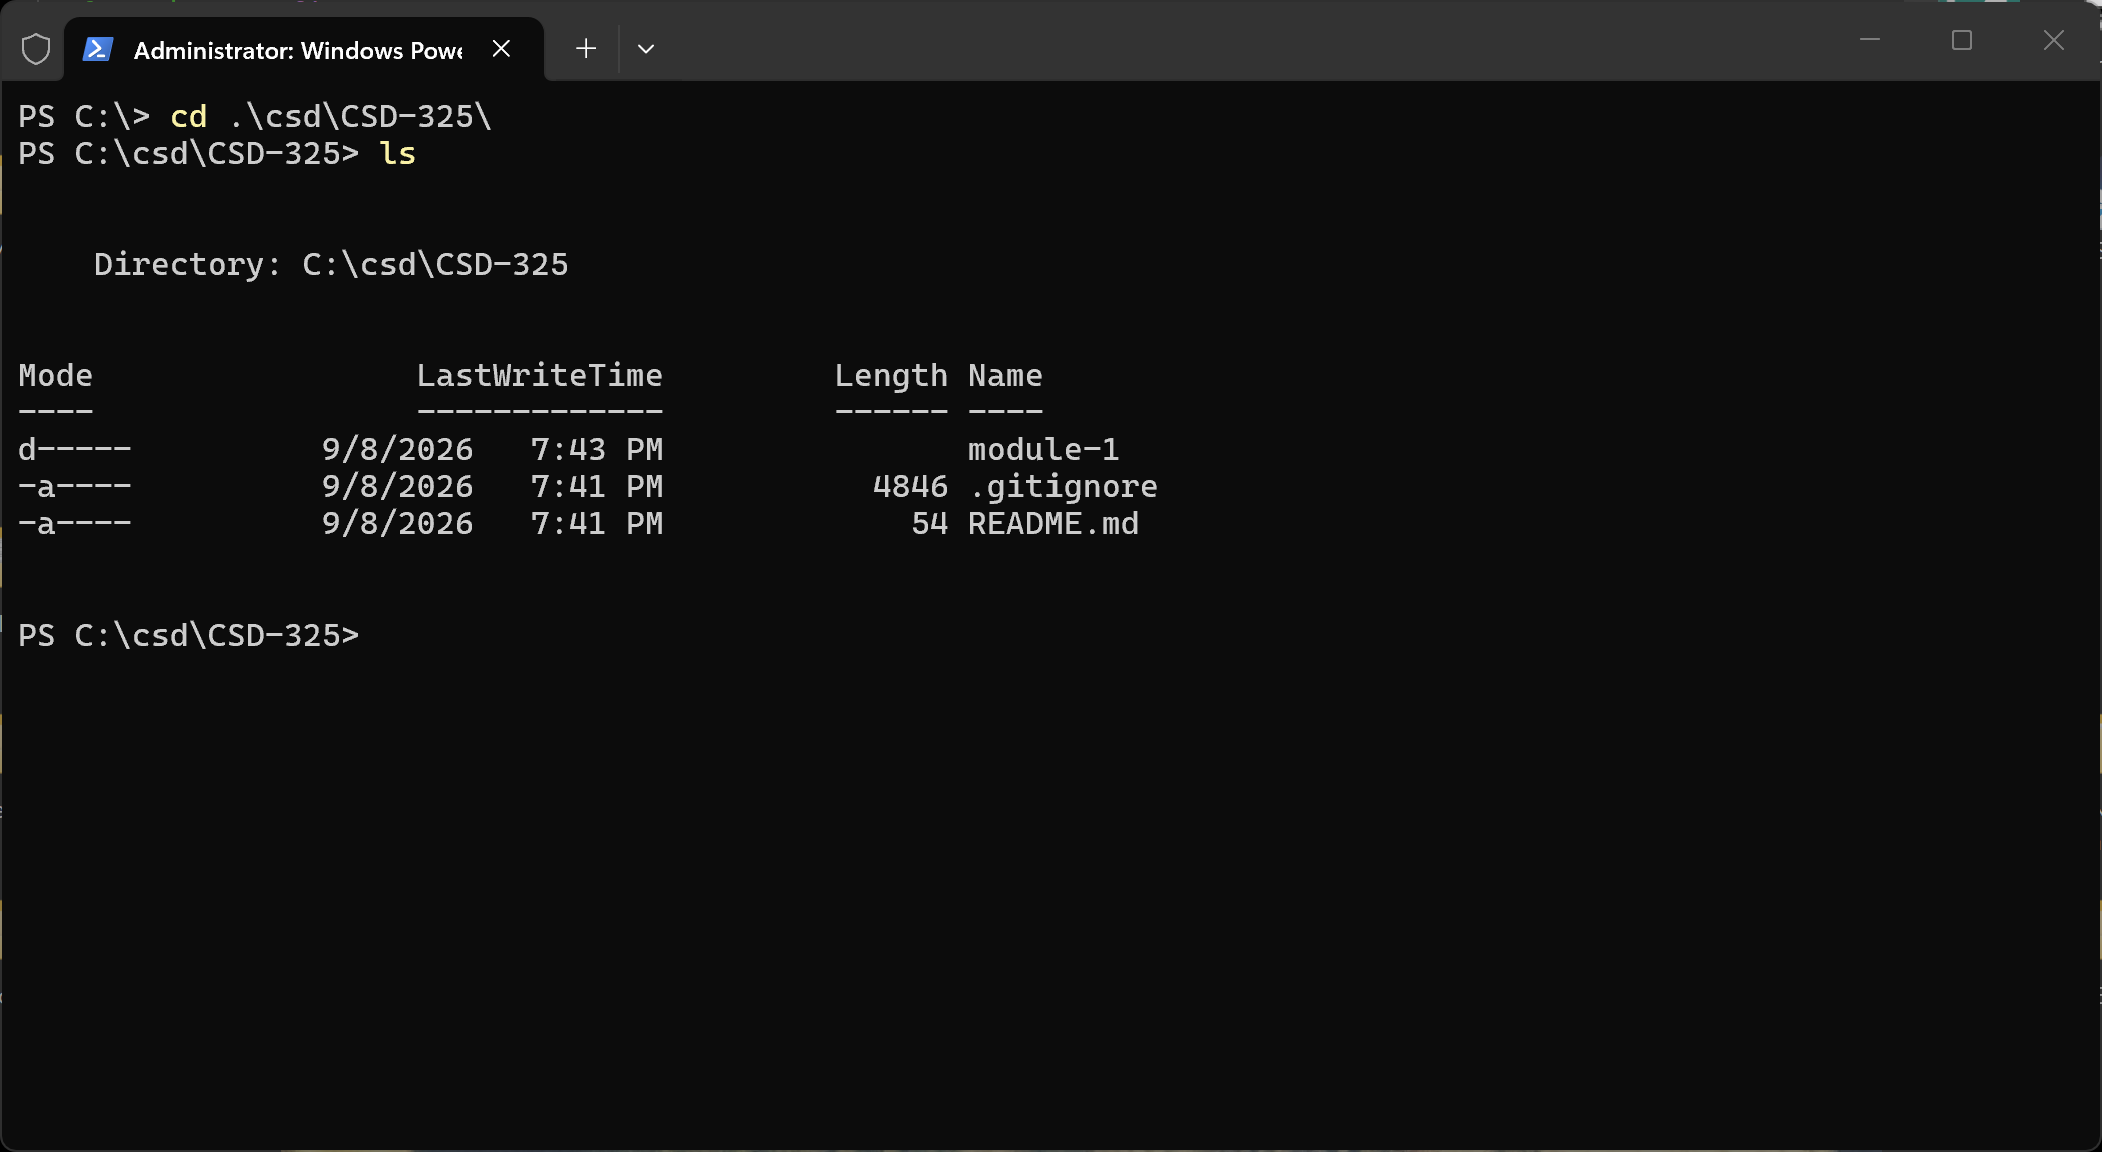 Administrator: Windows Powe
PS C:\> cd .\csd\CSD-325\
PS C:\csd\CSD-325> ls
Directory: C:\csd\CSD-325
Mode                 LastWriteTime         Length Name
----                 -------------         ------ ----
d-----          9/8/2026   7:43 PM                module-1
-a----          9/8/2026   7:41 PM           4846 .gitignore
-a----          9/8/2026   7:41 PM             54 README.md
PS C:\csd\CSD-325>